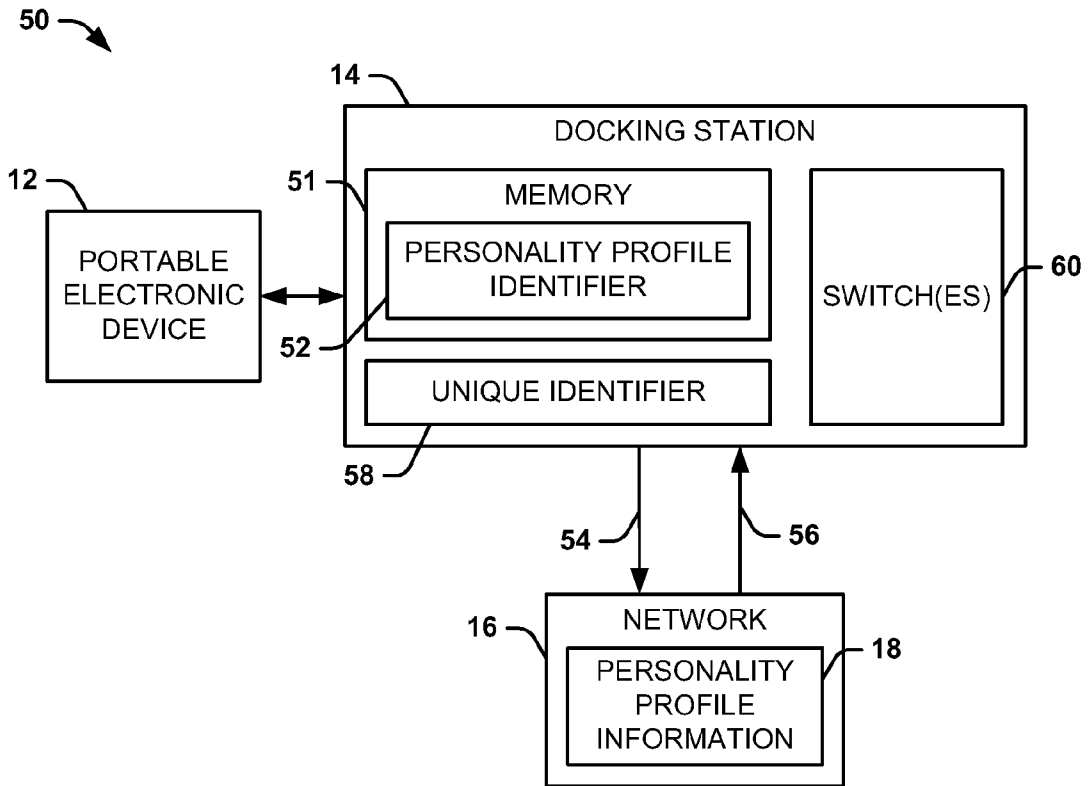 50
14
DOCKING STATION
12
PORTABLE
ELECTRONIC
DEVICE
51
MEMORY
PERSONALITY PROFILE
IDENTIFIER
52
UNIQUE IDENTIFIER
58
SWITCH(ES)
60
54
56
16
NETWORK
18
PERSONALITY
PROFILE
INFORMATION